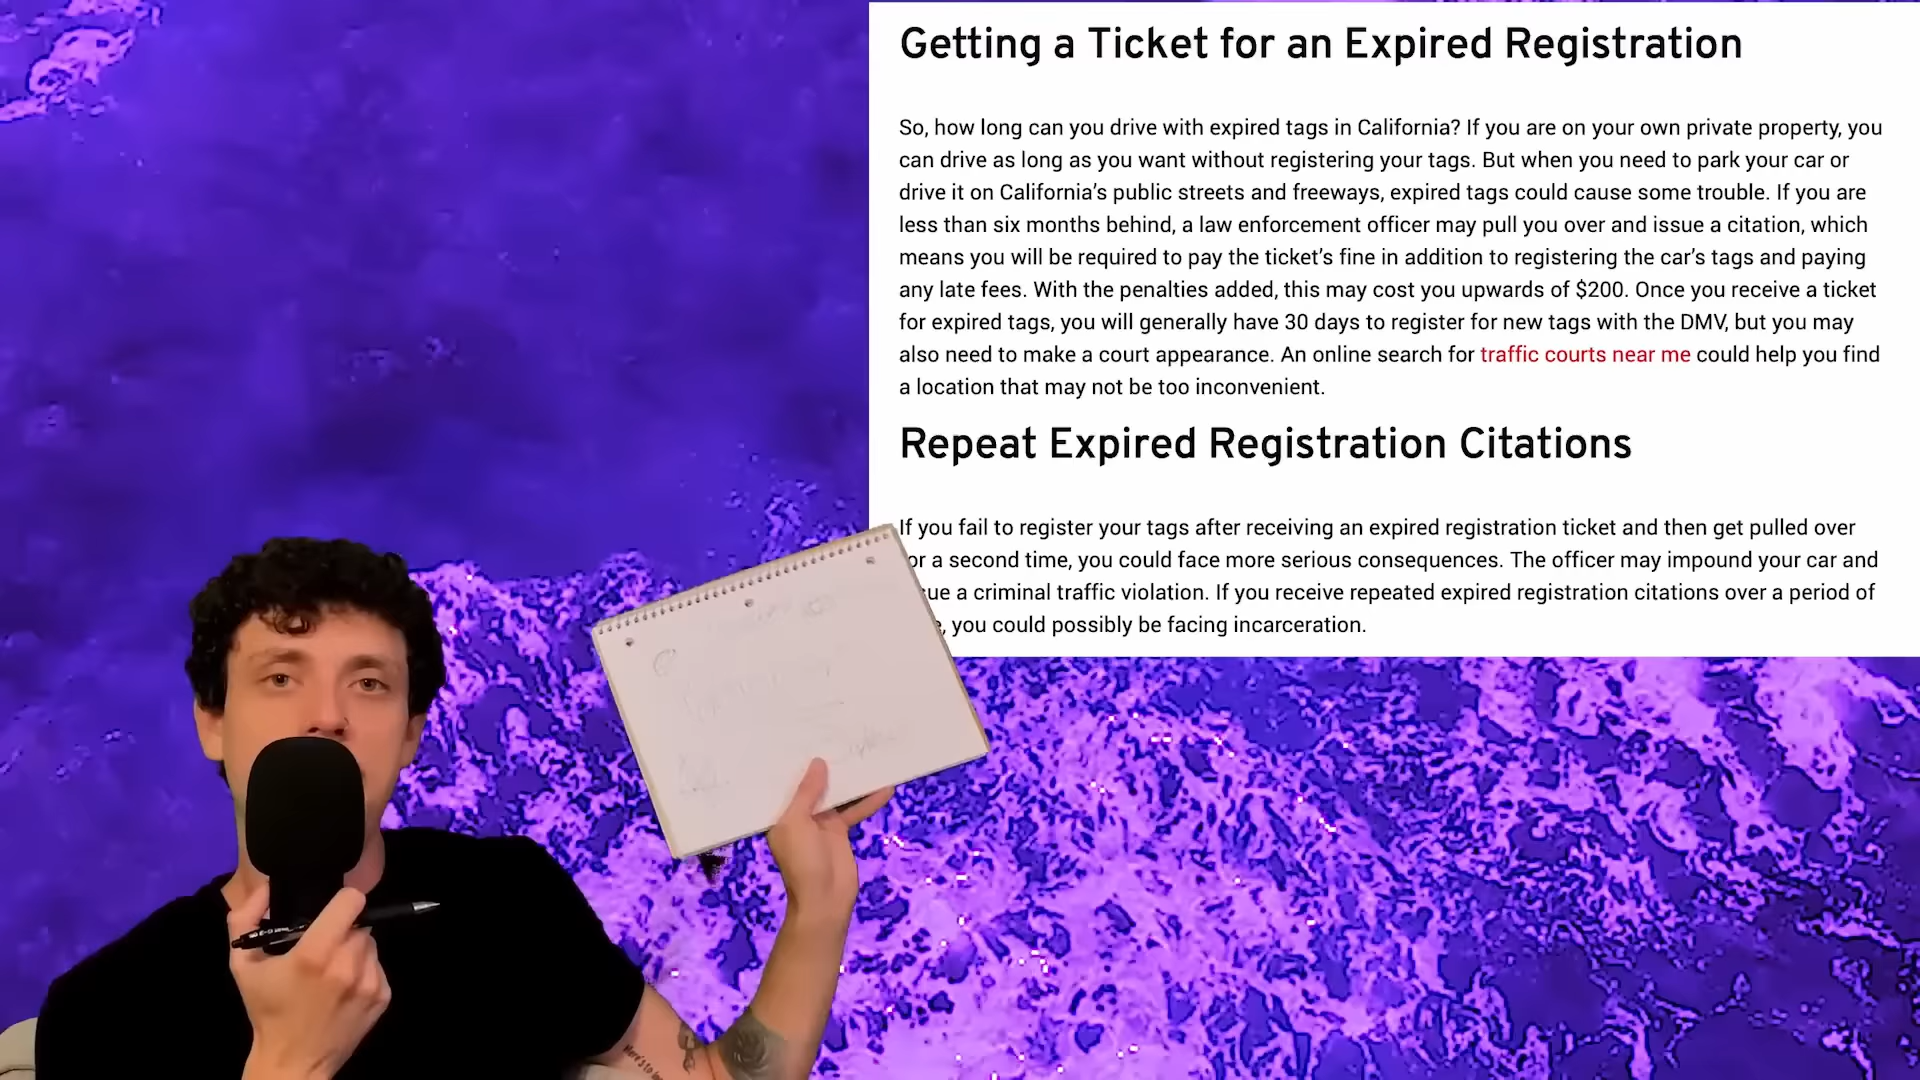 Getting a Ticket for an Expired Registration
So, how long can you drive with expired tags in California? If you are on your own private property, you
can drive as long as you want without registering your tags. But when you need to park your car or
drive it on California's public streets and freeways, expired tags could cause some trouble. If you are
less than six months behind, a law enforcement officer may pull you over and issue a citation, which
means you will be required to pay the ticket's fine in addition to registering the car's tags and paying
any late fees. With the penalties added, this may cost you upwards of $200. Once you receive a ticket
for expired tags, you will generally have 30 days to register for new tags with the DMV, but you may
also need to make a court appearance. An online search for traffic courts near me could help you find
a location that may not be too inconvenient.
Repeat Expired Registration Citations
If you fail to register your tags after receiving an expired registration ticket and then get pulled over
or a second time, you could face more serious consequences. The officer may impound your car and
ue a criminal traffic violation. If you receive repeated expired registration citations over a period of
e, you could possibly be facing incarceration.
Here's to